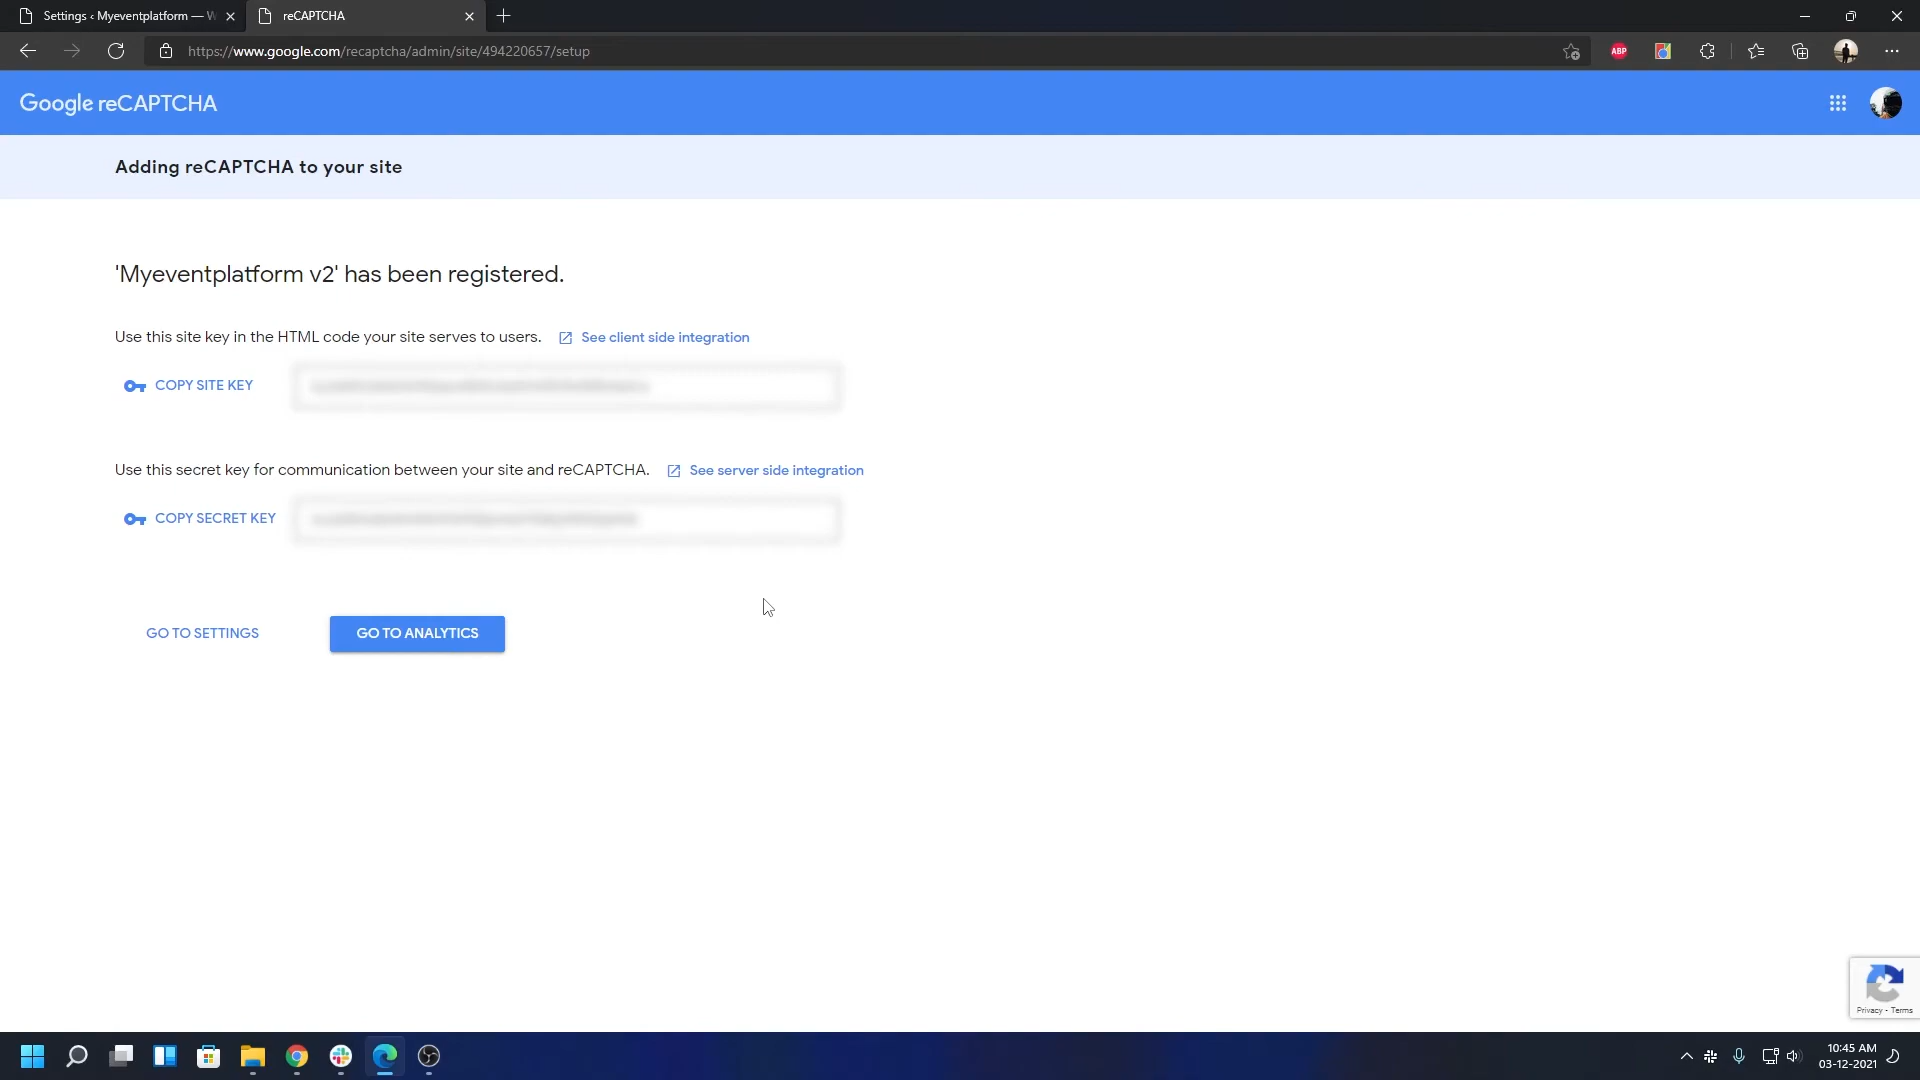 Settings ‹ Myeventplatform — W
reCAPTCHA
https://www.google.com/recaptcha/admin/site/494220657/setup
ABP
Google reCAPTCHA
Adding reCAPTCHA to your site
'Myeventplatform v2' has been registered.
Use this site key in the HTML code your site serves to users. See client side integration
COPY SITE KEY
Use this secret key for communication between your site and reCAPTCHA. See server side integration
COPY SECRET KEY
GO TO SETTINGS
GO TO ANALYTICS
Privacy - Terms
10:45 AM
03-12-2021